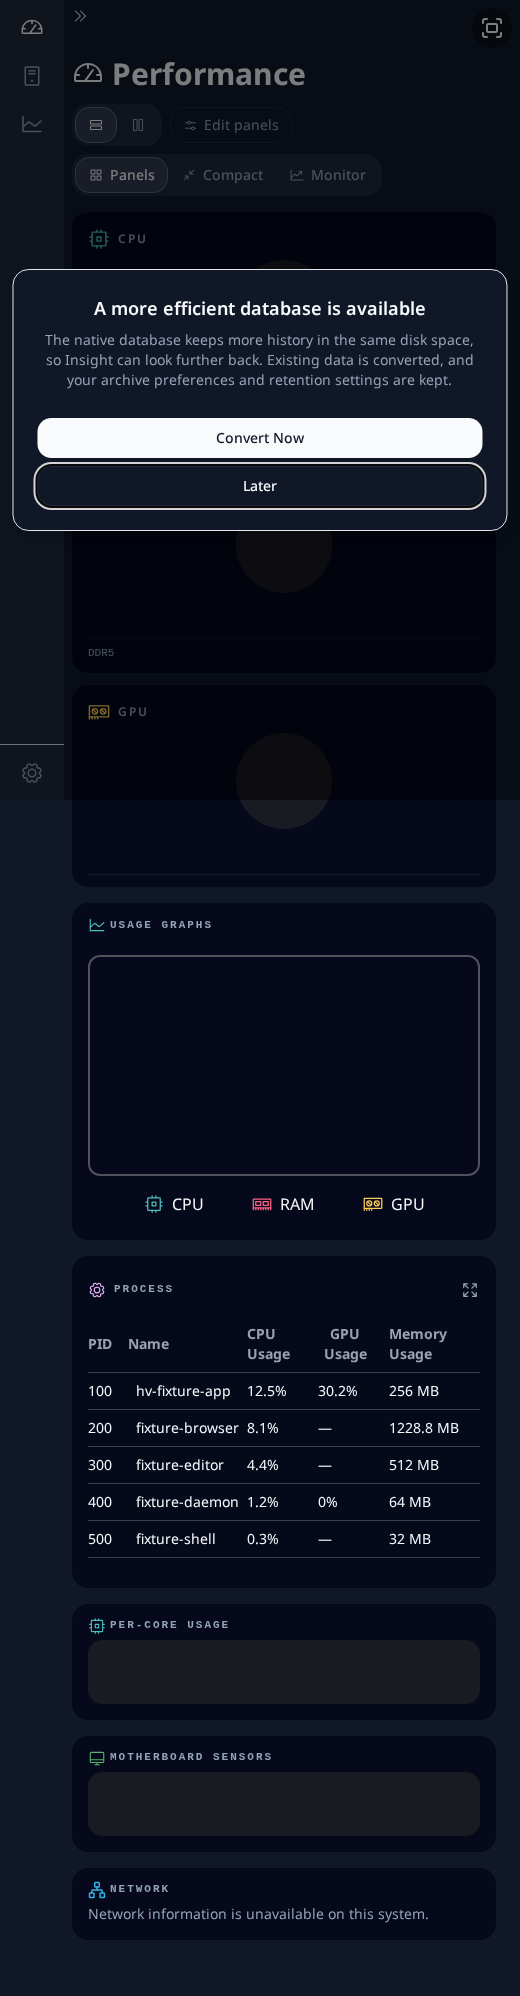 Performance
Edit panels
Panels Compact Monitor
CPU
A more efficient database is available
The native database keeps more history in the same disk space,
so Insight can look further back. Existing data is converted, and
your archive preferences and retention settings are kept.
Convert Now
Later
DDR5
GPU
USAGE GRAPHS
CPU RAM GPU
PROCESS
PID Name CPU Usage GPU Usage Memory Usage
100 hv-fixture-app 12.5% 30.2% 256 MB
200 fixture-browser 8.1% — 1228.8 MB
300 fixture-editor 4.4% — 512 MB
400 fixture-daemon 1.2% 0% 64 MB
500 fixture-shell 0.3% — 32 MB
PER-CORE USAGE
MOTHERBOARD SENSORS
NETWORK
Network information is unavailable on this system.